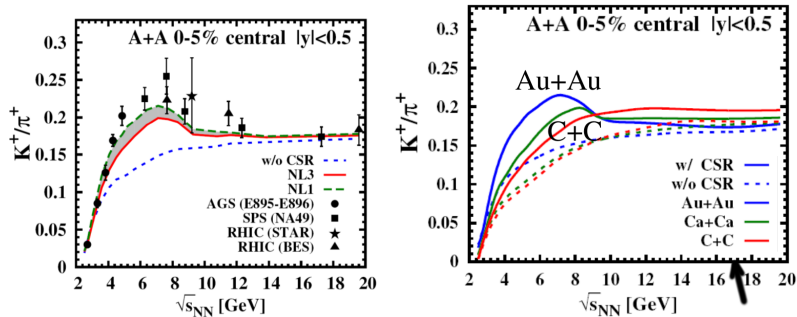 A+A 0-5% central |y|<0.5
K⁺/π⁺
0.3
0.25
0.2
0.15
0.1
0.05
0
w/o CSR
NL3
NL1
AGS (E895-E896)
SPS (NA49)
RHIC (STAR)
RHIC (BES)
2 4 6 8 10 12 14 16 18 20
√sNN [GeV]
A+A 0-5% central |y|<0.5
K⁺/π⁺
0.3
0.25
0.2
0.15
0.1
0.05
0
Au+Au
C+C
w/ CSR
w/o CSR
Au+Au
Ca+Ca
C+C
2 4 6 8 10 12 14 16 18 20
√sNN [GeV]